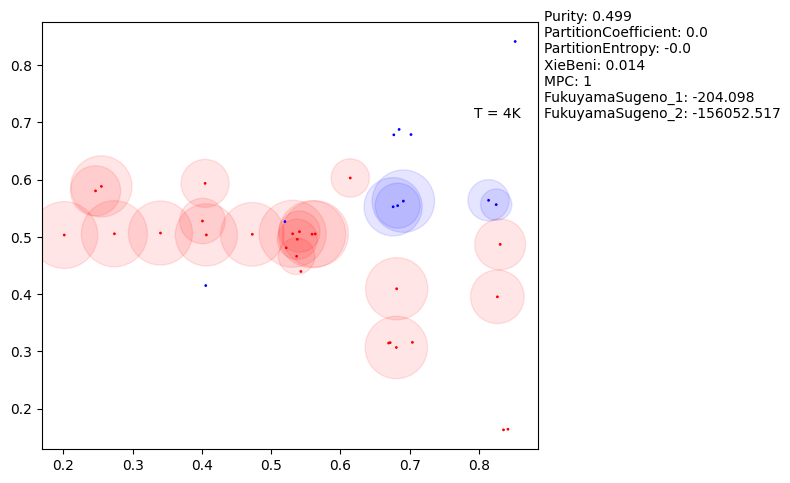 Purity: 0.499
PartitionCoefficient: 0.0
PartitionEntropy: -0.0
XieBeni: 0.014
MPC: 1
FukuyamaSugeno_1: -204.098
FukuyamaSugeno_2: -156052.517
T = 4K
0.8
0.7
0.6
0.5
0.4
0.3
0.2
0.2 0.3 0.4 0.5 0.6 0.7 0.8